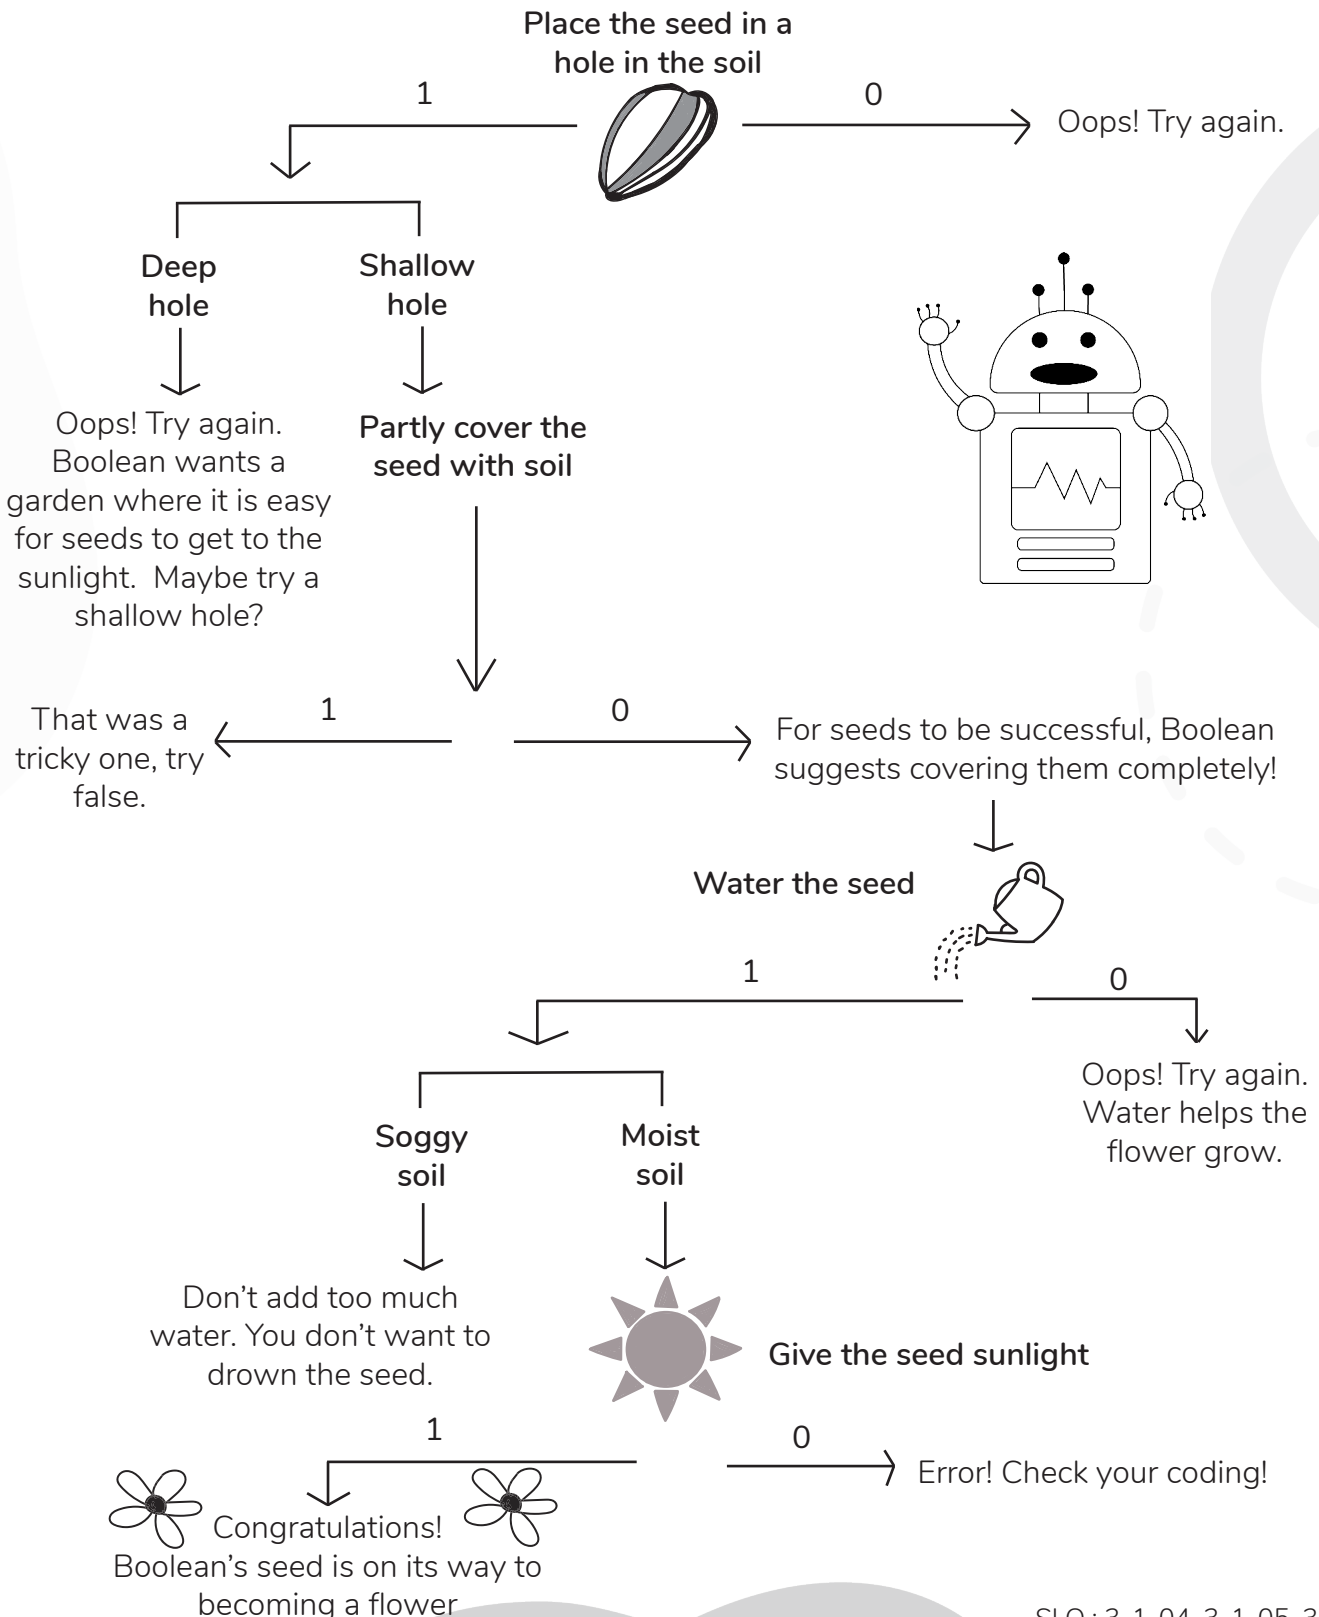 Place the seed in a
hole in the soil
1
0
Oops! Try again.
Deep
hole
Shallow
hole
Oops! Try again.
Boolean wants a
garden where it is easy
for seeds to get to the
sunlight.  Maybe try a
shallow hole?
Partly cover the
seed with soil
1
0
That was a
tricky one, try
false.
For seeds to be successful, Boolean
suggests covering them completely!
Water the seed
1
0
Oops! Try again.
Water helps the
flower grow.
Soggy
soil
Moist
soil
Don’t add too much
water. You don’t want to
drown the seed.
Give the seed sunlight
1
0
Error! Check your coding!
Congratulations!
Boolean’s seed is on its way to
becoming a flower